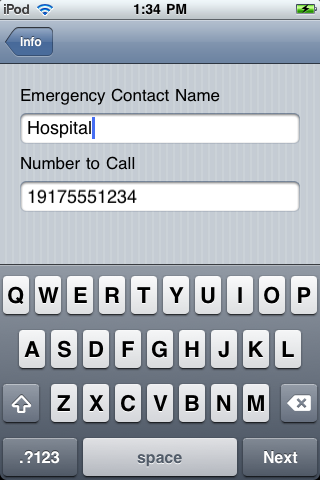 iPod 1:34 PM
Info
Emergency Contact Name
Hospital
Number to Call
19175551234
Q W E R T Y U I O P
A S D F G H J K L
Z X C V B N M
.?123 space Next